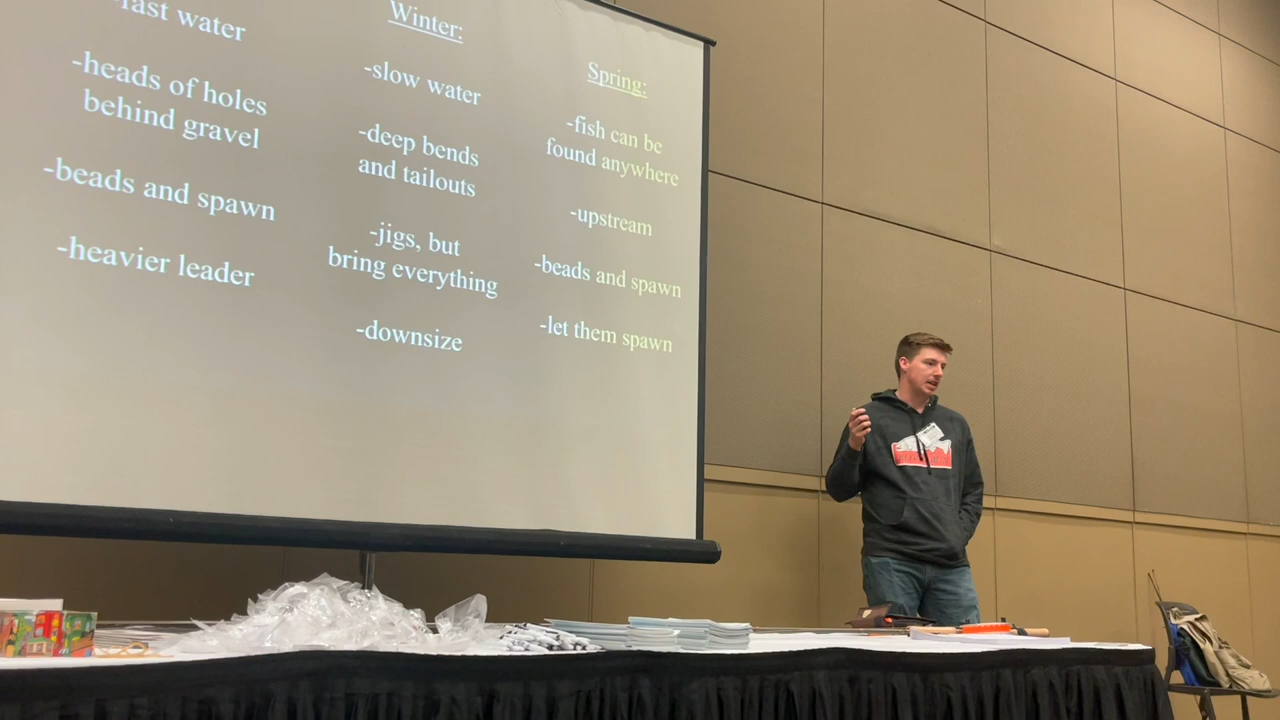 fast water
-heads of holes
behind gravel
-beads and spawn
-heavier leader
Winter:
-slow water
-deep bends
and tailouts
-jigs, but
bring everything
-downsize
Spring:
-fish can be
found anywhere
-upstream
-beads and spawn
-let them spawn